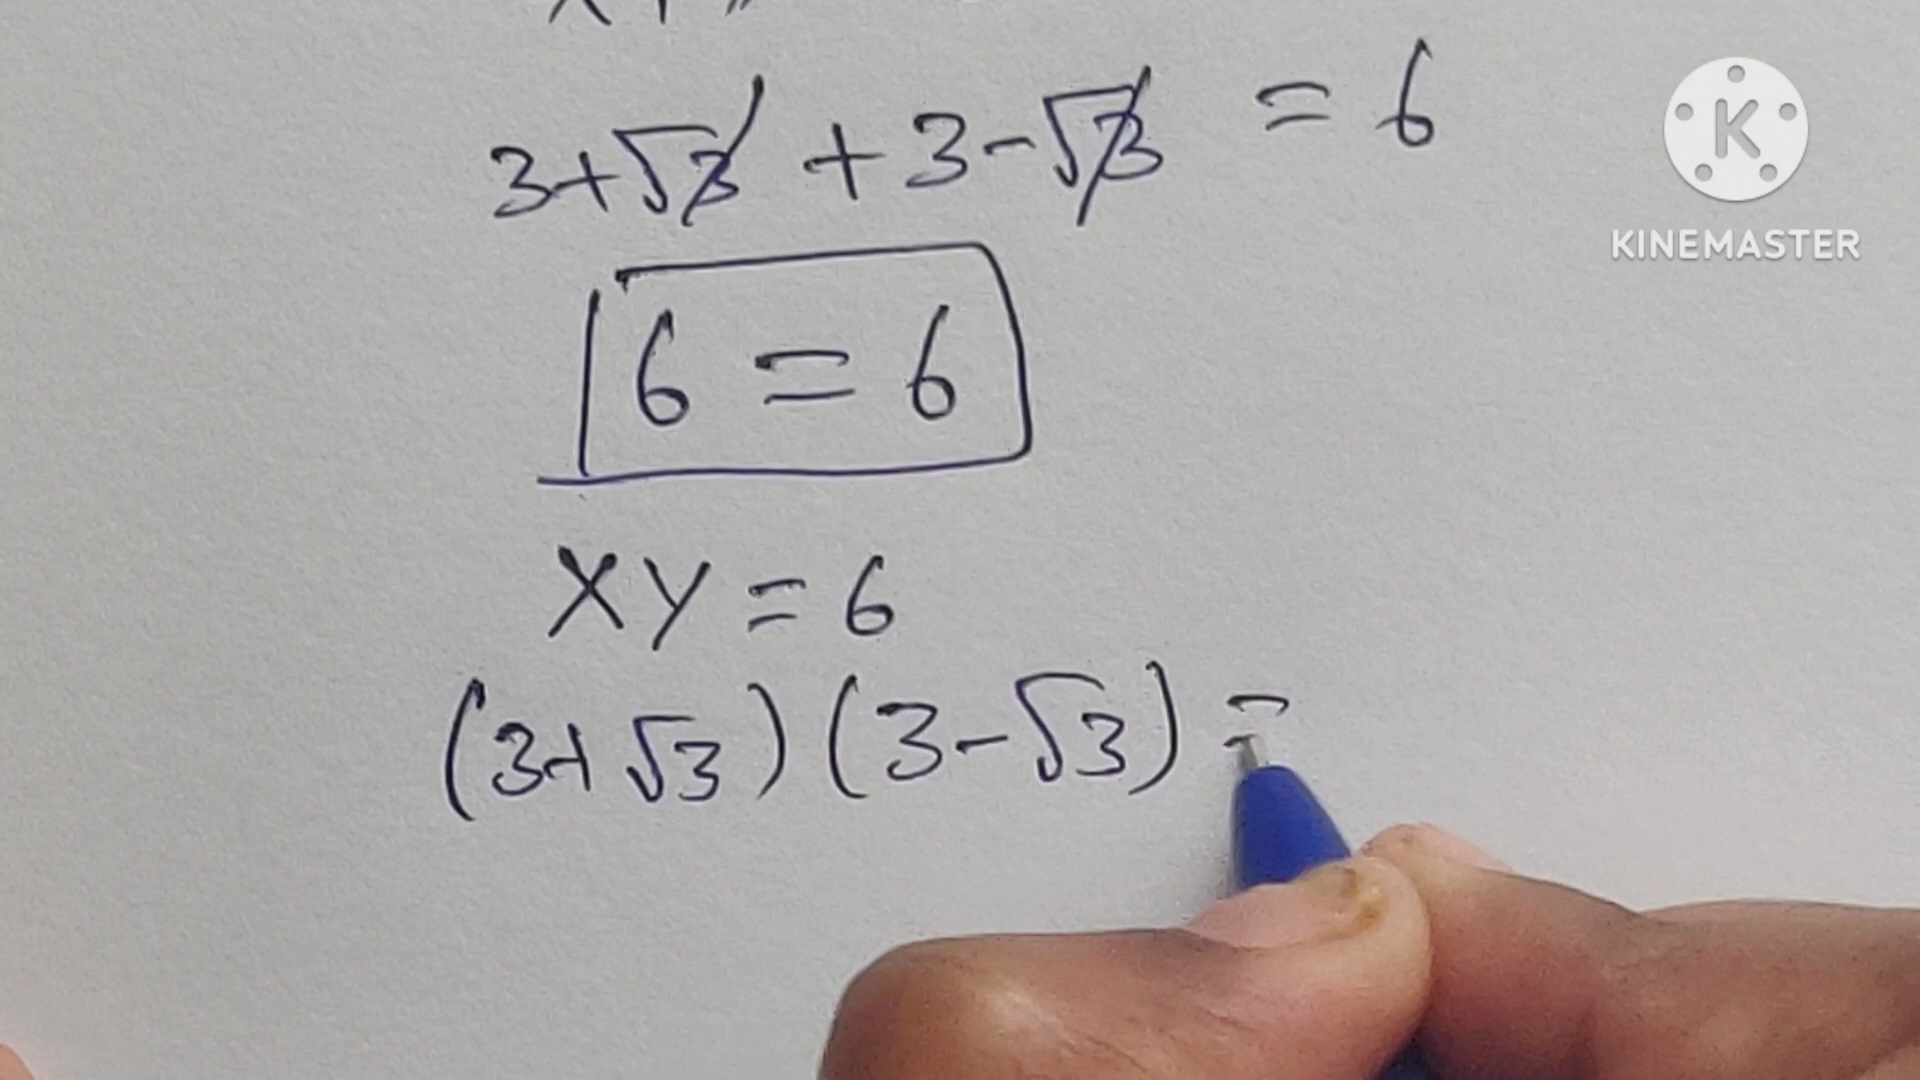 3+√3 + 3-√3 = 6
6 = 6
XY = 6
(3+√3)(3-√3) =
K
KINEMASTER